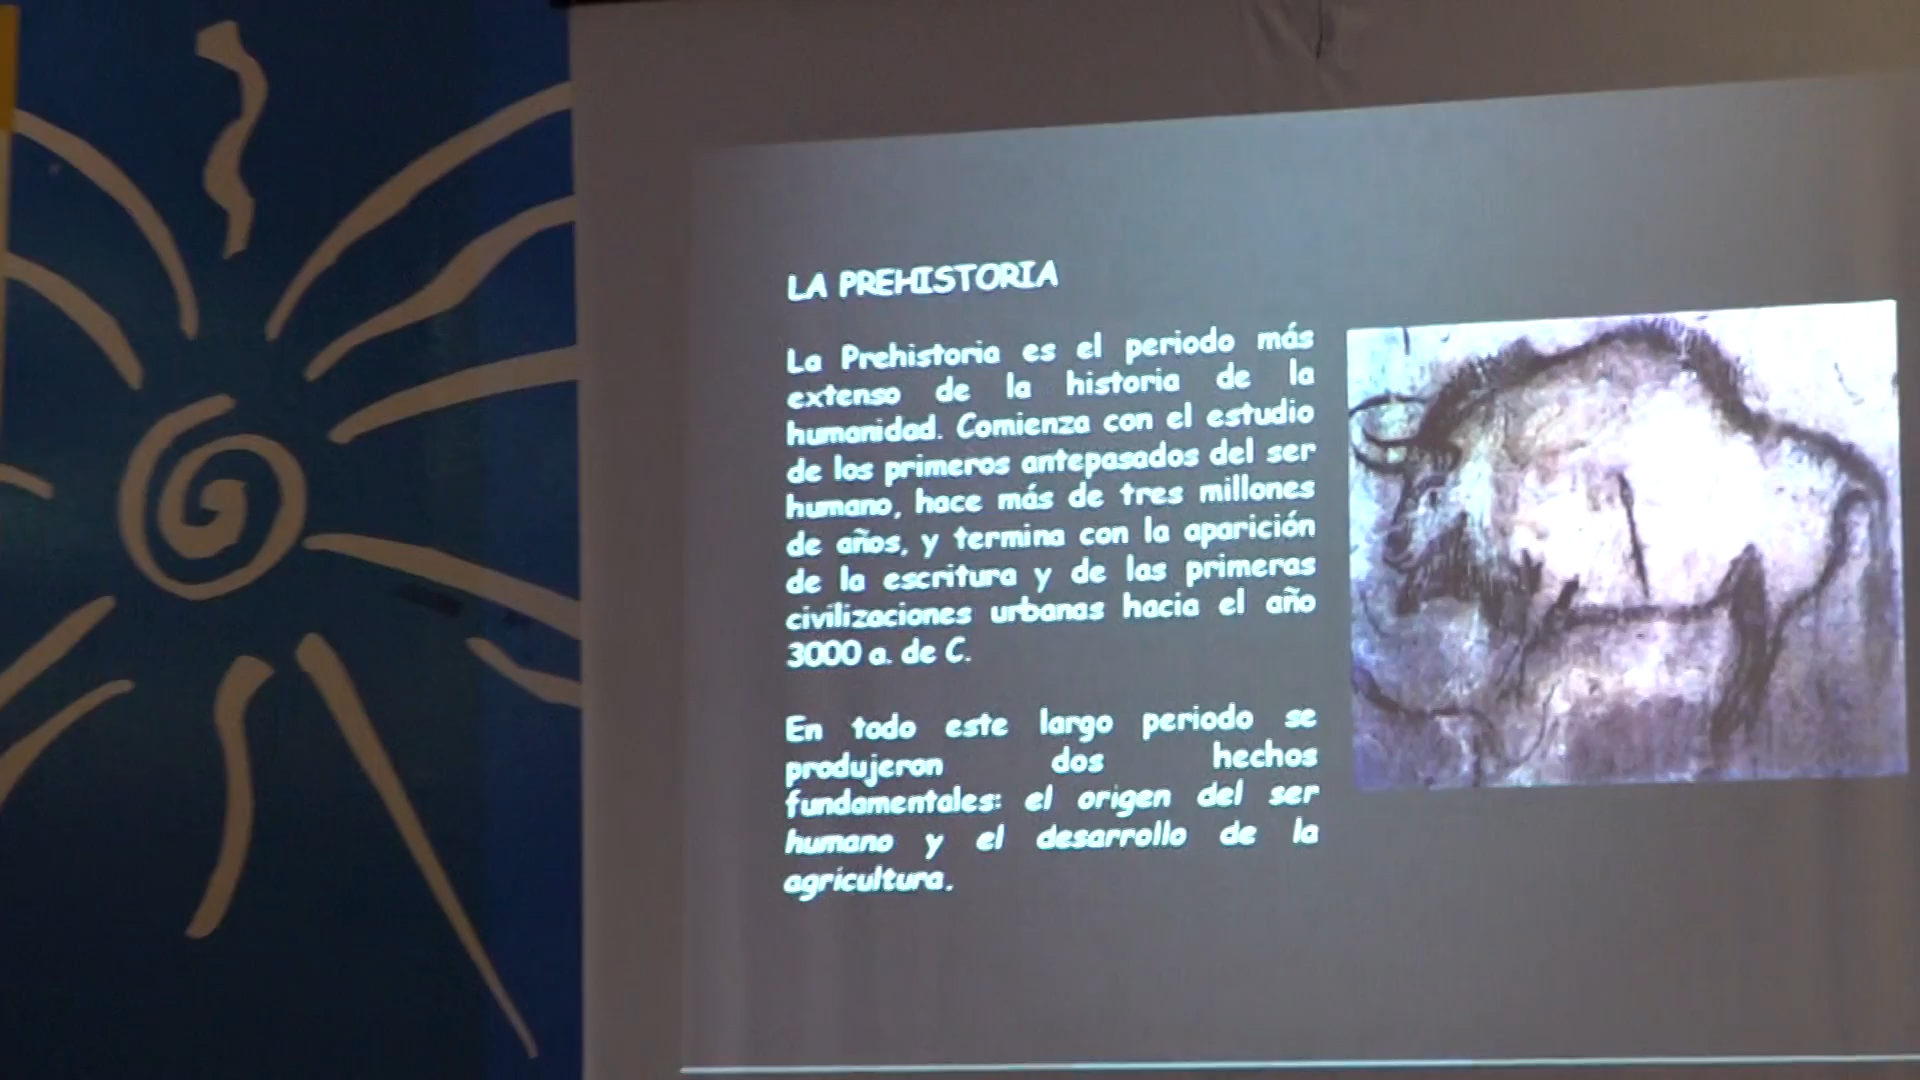 LA PREHISTORIA
La Prehistoria es el periodo más
extenso de la historia de la
humanidad. Comienza con el estudio
de los primeros antepasados del ser
humano, hace más de tres millones
de años, y termina con la aparición
de la escritura y de las primeras
civilizaciones urbanas hacia el año
3000 a. de C.
En todo este largo periodo se
produjeron dos hechos
fundamentales: el origen del ser
humano y el desarrollo de la
agricultura.